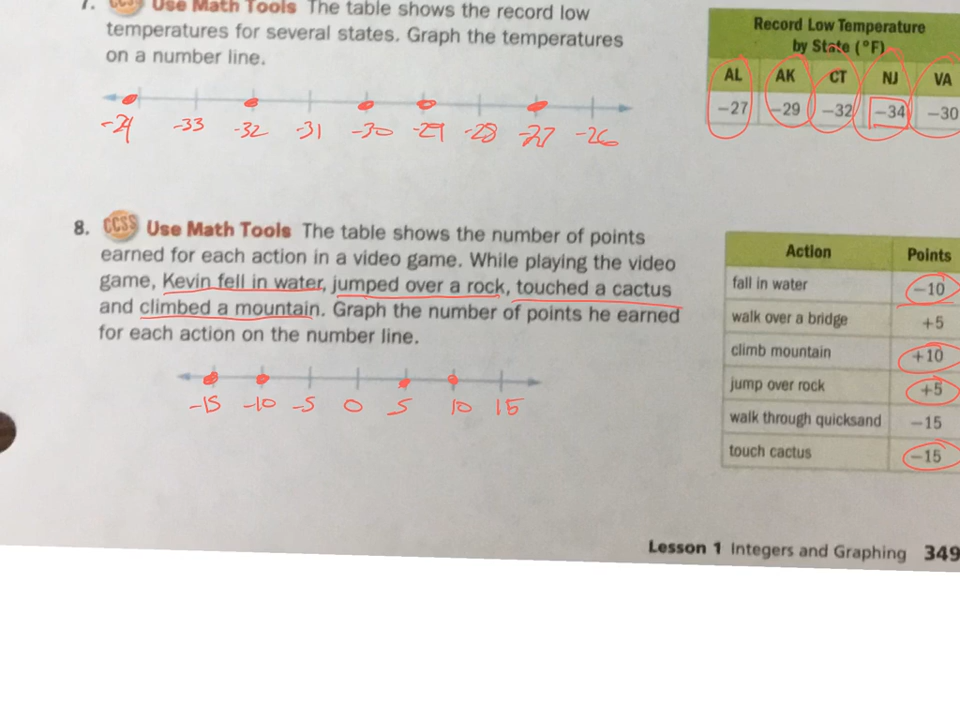 7. CCSS Use Math Tools The table shows the record low
temperatures for several states. Graph the temperatures
on a number line.
-34 -33 -32 -31 -30 -29 -28 -27 -26
Record Low Temperature
by State (°F)
AL AK CT NJ VA
-27 -29 -32 -34 -30
8. CCSS Use Math Tools The table shows the number of points
earned for each action in a video game. While playing the video
game, Kevin fell in water, jumped over a rock, touched a cactus
and climbed a mountain. Graph the number of points he earned
for each action on the number line.
-15 -10 -5 0 5 10 15
Action Points
fall in water -10
walk over a bridge +5
climb mountain +10
jump over rock +5
walk through quicksand -15
touch cactus -15
Lesson 1 Integers and Graphing 349